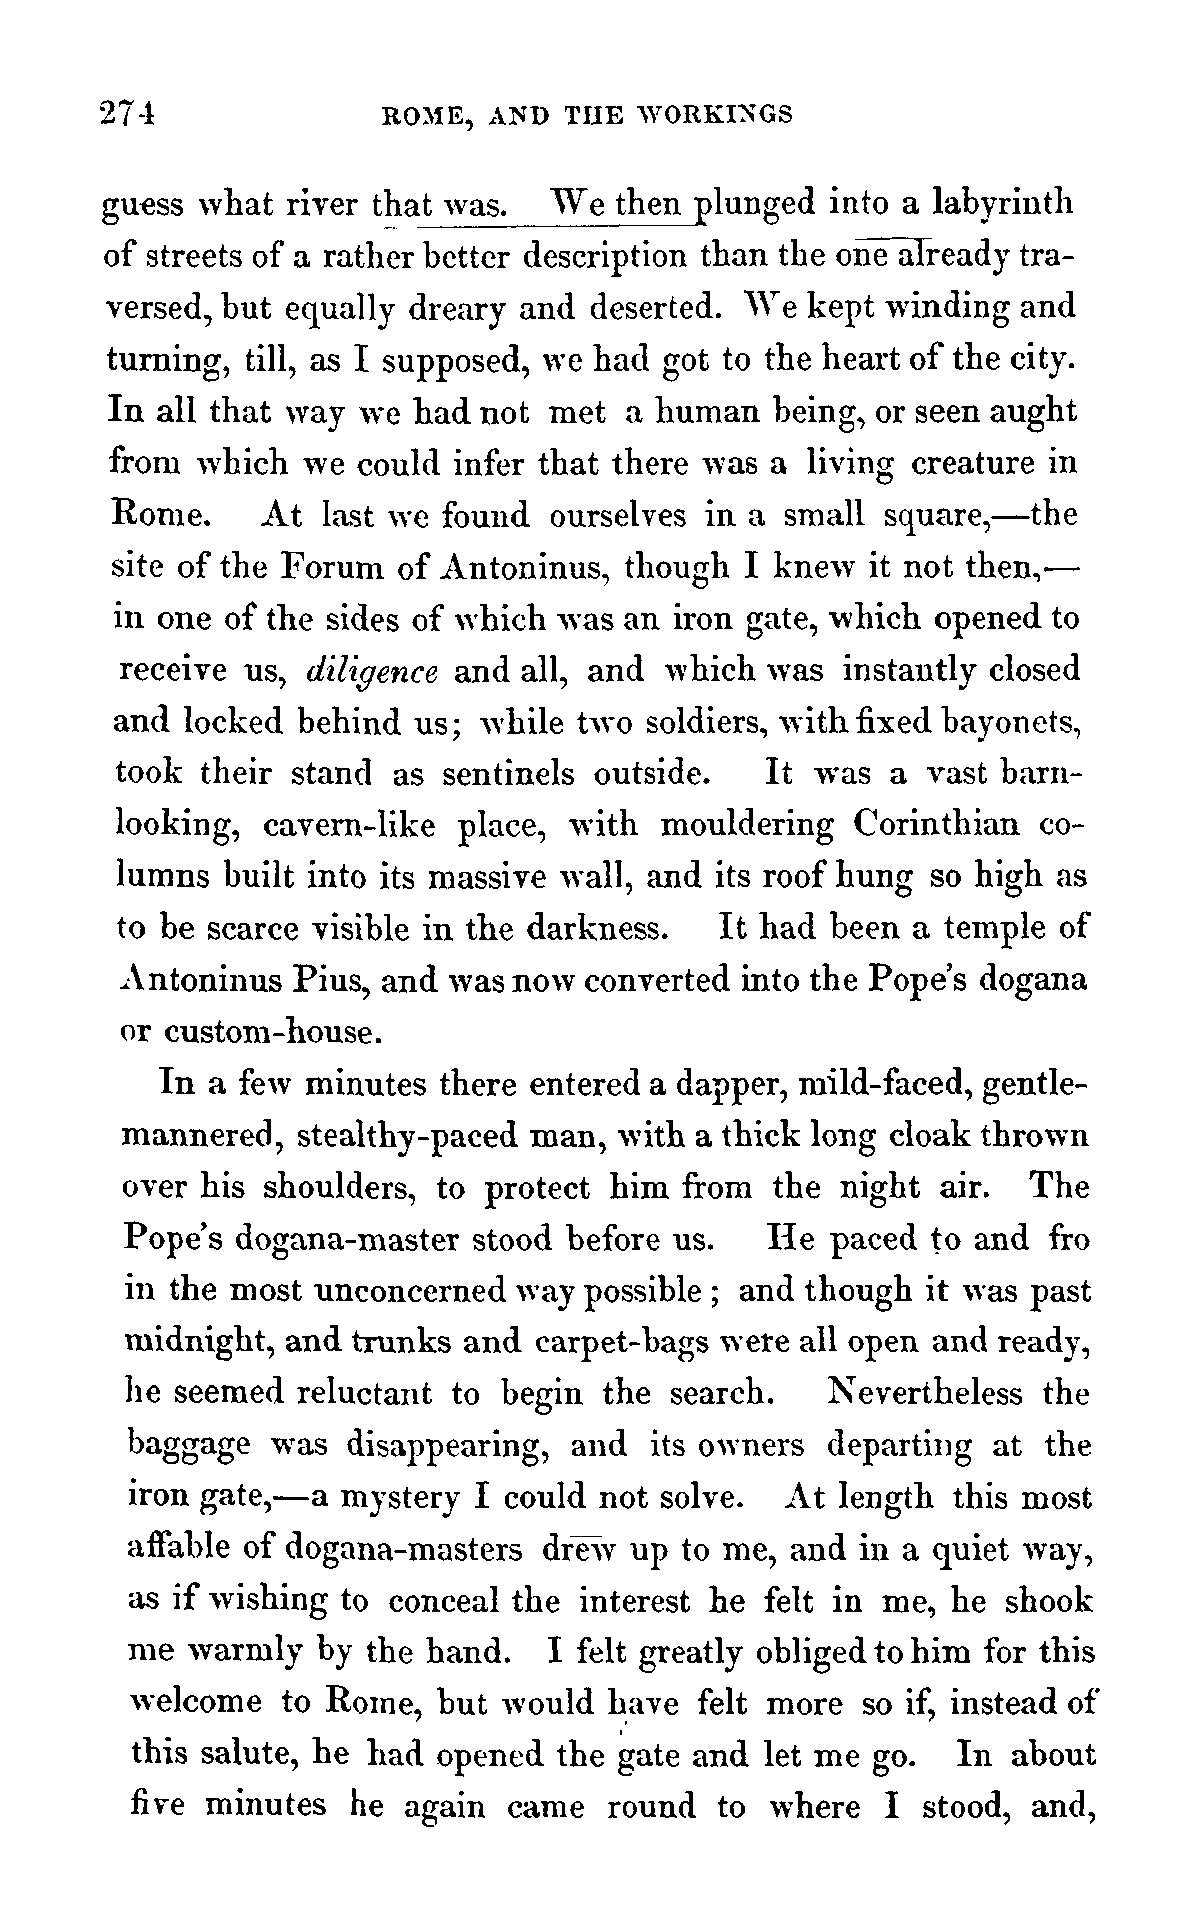 274 ROME, AND THE WORKINGS
guess what river that was. We then plunged into a labyrinth
of streets of a rather better description than the one already tra-
versed, but equally dreary and deserted. We kept winding and
turning, till, as I supposed, we had got to the heart of the city.
In all that way we had not met a human being, or seen aught
from which we could infer that there was a living creature in
Rome. At last we found ourselves in a small square,—the
site of the Forum of Antoninus, though I knew it not then,—
in one of the sides of which was an iron gate, which opened to
receive us, diligence and all, and which was instantly closed
and locked behind us; while two soldiers, with fixed bayonets,
took their stand as sentinels outside. It was a vast barn-
looking, cavern-like place, with mouldering Corinthian co-
lumns built into its massive wall, and its roof hung so high as
to be scarce visible in the darkness. It had been a temple of
Antoninus Pius, and was now converted into the Pope's dogana
or custom-house.
In a few minutes there entered a dapper, mild-faced, gentle-
mannered, stealthy-paced man, with a thick long cloak thrown
over his shoulders, to protect him from the night air. The
Pope's dogana-master stood before us. He paced to and fro
in the most unconcerned way possible; and though it was past
midnight, and trunks and carpet-bags were all open and ready,
he seemed reluctant to begin the search. Nevertheless the
baggage was disappearing, and its owners departing at the
iron gate,—a mystery I could not solve. At length this most
affable of dogana-masters drew up to me, and in a quiet way,
as if wishing to conceal the interest he felt in me, he shook
me warmly by the hand. I felt greatly obliged to him for this
welcome to Rome, but would have felt more so if, instead of
this salute, he had opened the gate and let me go. In about
five minutes he again came round to where I stood, and,